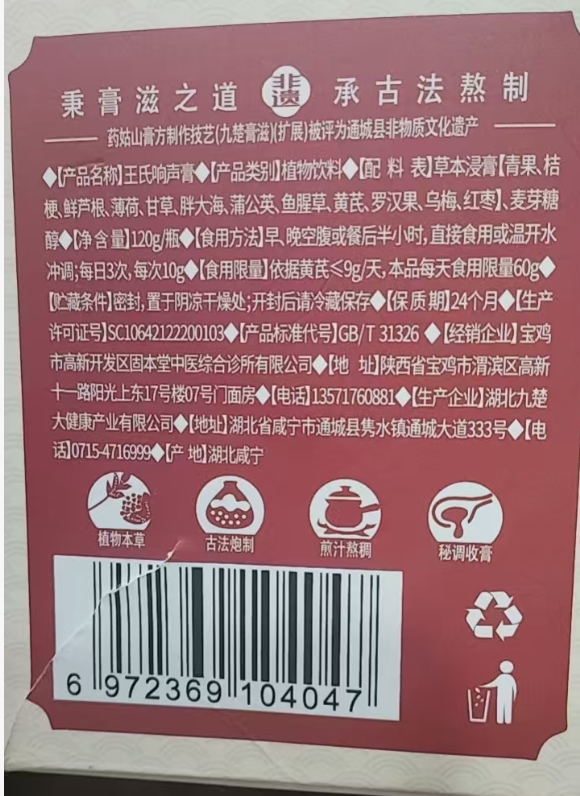 秉膏滋之道 非遗 承古法熬制
药姑山膏方制作技艺(九楚膏滋)(扩展)被评为通城县非物质文化遗产
◆【产品名称】王氏响声膏◆【产品类别】植物饮料◆【配 料 表】草本浸膏【青果、桔
梗、鲜芦根、薄荷、甘草、胖大海、蒲公英、鱼腥草、黄芪、罗汉果、乌梅、红枣】、麦芽糖
醇◆【净 含 量】120g/瓶◆【食用方法】早、晚空腹或餐后半小时,直接食用或温开水
冲调;每日3次,每次10g◆【食用限量】依据黄芪≤9g/天,本品每天食用限量60g◆
【贮藏条件】密封,置于阴凉干燥处;开封后请冷藏保存◆【保 质 期】24个月◆【生产
许可证号】SC10642122200103◆【产品标准代号】GB/T 31326 ◆【经销企业】宝鸡
市高新开发区固本堂中医综合诊所有限公司◆【地 址】陕西省宝鸡市渭滨区高新
十一路阳光上东17号楼07号门面房◆【电话】13571760881◆【生产企业】湖北九楚
大健康产业有限公司◆【地址】湖北省咸宁市通城县隽水镇通城大道333号◆【电
话】0715-4716999◆【产 地】湖北咸宁
植物本草 古法炮制 煎汁熬稠 秘调收膏
6 972369 104047